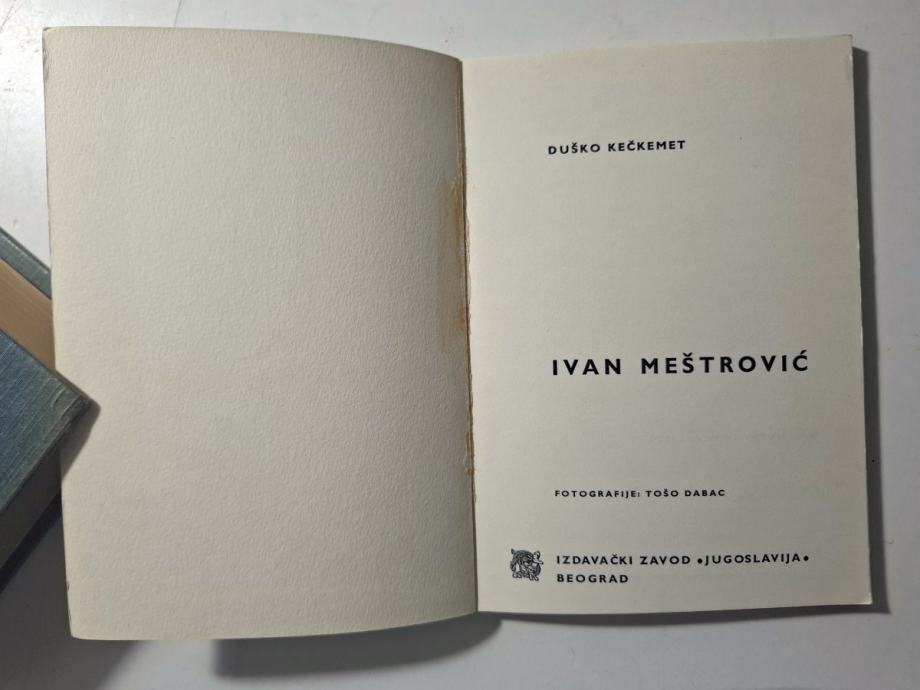 DUŠKO KEČKEMET
IVAN MEŠTROVIĆ
FOTOGRAFIJE: TOŠO DABAC
IZDAVAČKI ZAVOD •JUGOSLAVIJA•
BEOGRAD